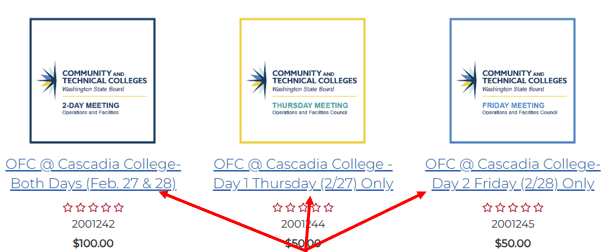 COMMUNITY AND
TECHNICAL COLLEGES
Washington State Board
2-DAY MEETING
Operations and Facilities
OFC @ Cascadia College-
Both Days (Feb. 27 & 28)
2001242
$100.00
COMMUNITY AND
TECHNICAL COLLEGES
Washington State Board
THURSDAY MEETING
Operations and Facilities Council
OFC @ Cascadia College -
Day 1 Thursday (2/27) Only
2001244
$50.00
COMMUNITY AND
TECHNICAL COLLEGES
Washington State Board
FRIDAY MEETING
Operations and Facilities Council
OFC @ Cascadia College-
Day 2 Friday (2/28) Only
2001245
$50.00